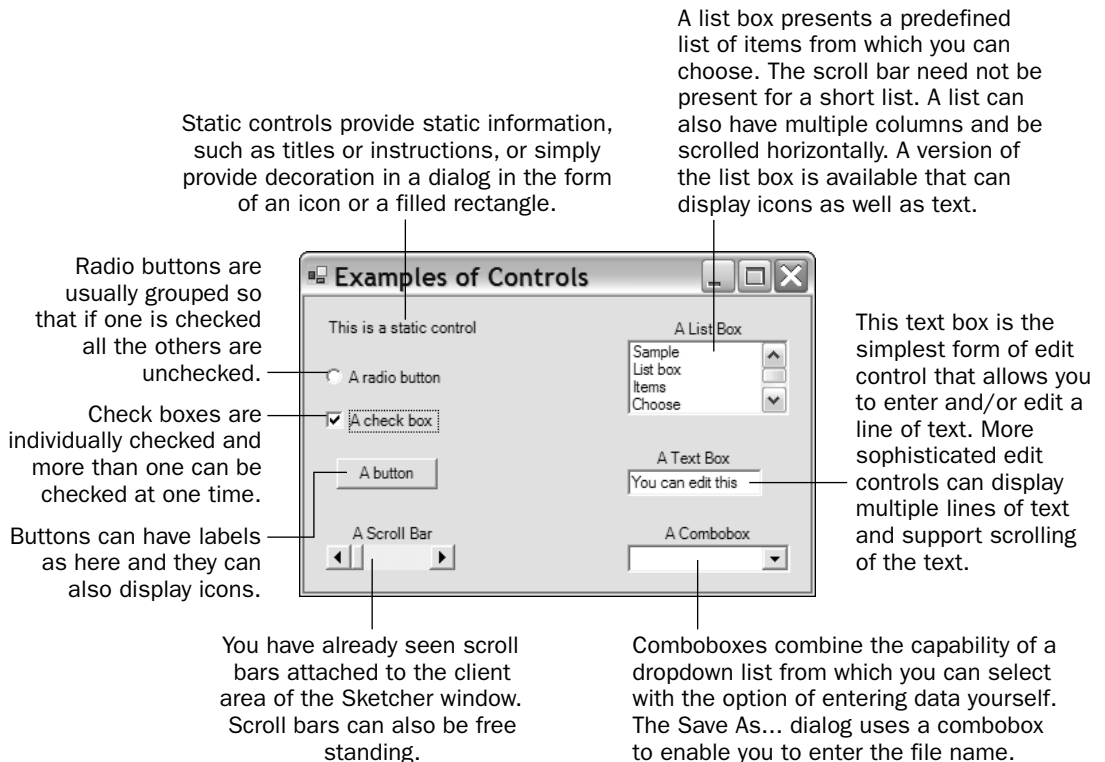 A list box presents a predefined
list of items from which you can
choose. The scroll bar need not be
present for a short list. A list can
also have multiple columns and be
scrolled horizontally. A version of
the list box is available that can
display icons as well as text.
Static controls provide static information,
such as titles or instructions, or simply
provide decoration in a dialog in the form
of an icon or a filled rectangle.
Radio buttons are
usually grouped so
that if one is checked
all the others are
unchecked.
Check boxes are
individually checked and
more than one can be
checked at one time.
Buttons can have labels
as here and they can
also display icons.
Examples of Controls
This is a static control
A radio button
A check box
A button
A Scroll Bar
A List Box
Sample
List box
Items
Choose
A Text Box
You can edit this
A Combobox
This text box is the
simplest form of edit
control that allows you
to enter and/or edit a
line of text. More
sophisticated edit
controls can display
multiple lines of text
and support scrolling
of the text.
You have already seen scroll
bars attached to the client
area of the Sketcher window.
Scroll bars can also be free
standing.
Comboboxes combine the capability of a
dropdown list from which you can select
with the option of entering data yourself.
The Save As... dialog uses a combobox
to enable you to enter the file name.